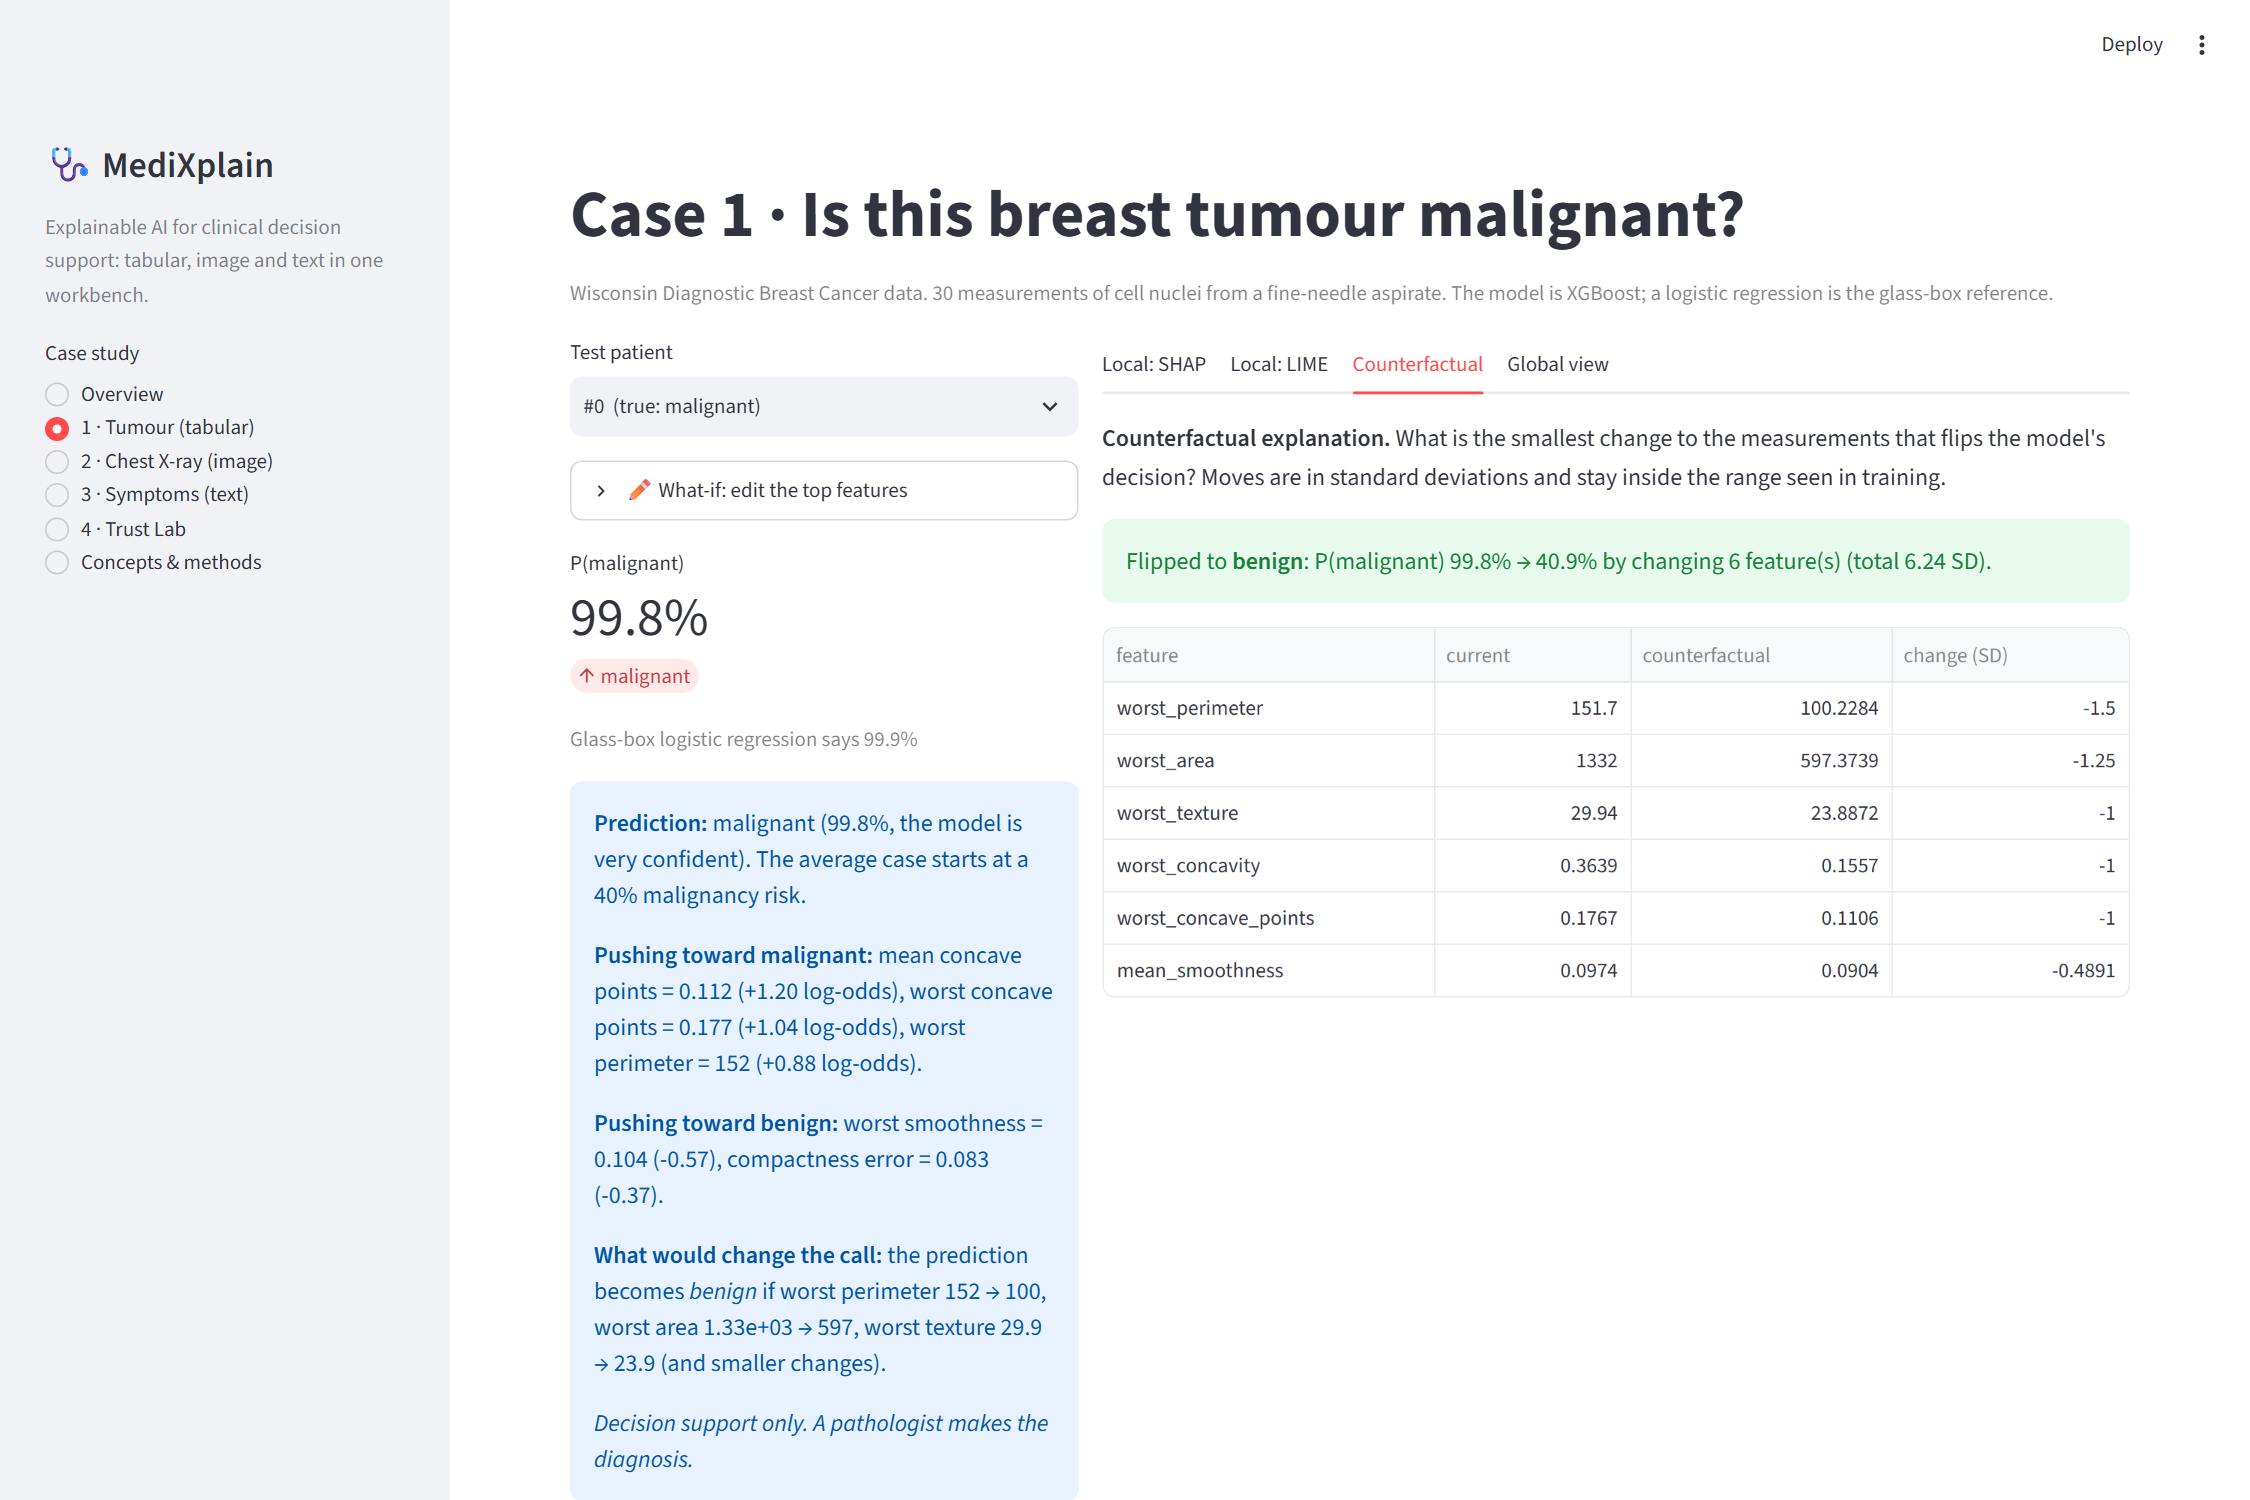 Deploy
MediXplain
Explainable AI for clinical decision
support: tabular, image and text in one
workbench.
Case study
Overview
1 · Tumour (tabular)
2 · Chest X-ray (image)
3 · Symptoms (text)
4 · Trust Lab
Concepts & methods
Case 1 · Is this breast tumour malignant?
Wisconsin Diagnostic Breast Cancer data. 30 measurements of cell nuclei from a fine-needle aspirate. The model is XGBoost; a logistic regression is the glass-box reference.
Test patient
#0 (true: malignant)
What-if: edit the top features
P(malignant)
99.8%
↑ malignant
Glass-box logistic regression says 99.9%
Prediction: malignant (99.8%, the model is
very confident). The average case starts at a
40% malignancy risk.
Pushing toward malignant: mean concave
points = 0.112 (+1.20 log-odds), worst concave
points = 0.177 (+1.04 log-odds), worst
perimeter = 152 (+0.88 log-odds).
Pushing toward benign: worst smoothness =
0.104 (-0.57), compactness error = 0.083
(-0.37).
What would change the call: the prediction
becomes benign if worst perimeter 152 → 100,
worst area 1.33e+03 → 597, worst texture 29.9
→ 23.9 (and smaller changes).
Decision support only. A pathologist makes the
diagnosis.
Local: SHAP Local: LIME Counterfactual Global view
Counterfactual explanation. What is the smallest change to the measurements that flips the model's
decision? Moves are in standard deviations and stay inside the range seen in training.
Flipped to benign: P(malignant) 99.8% → 40.9% by changing 6 feature(s) (total 6.24 SD).
feature current counterfactual change (SD)
worst_perimeter 151.7 100.2284 -1.5
worst_area 1332 597.3739 -1.25
worst_texture 29.94 23.8872 -1
worst_concavity 0.3639 0.1557 -1
worst_concave_points 0.1767 0.1106 -1
mean_smoothness 0.0974 0.0904 -0.4891